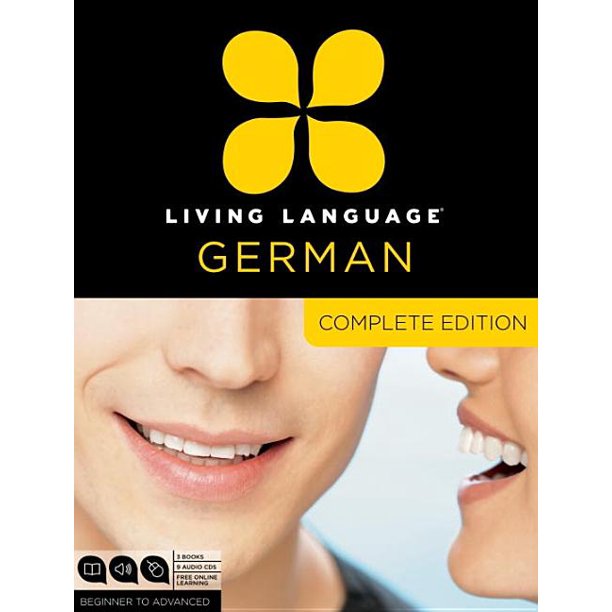 LIVING LANGUAGE®
GERMAN
COMPLETE EDITION
3 BOOKS
9 AUDIO CDS
FREE ONLINE
LEARNING
BEGINNER TO ADVANCED